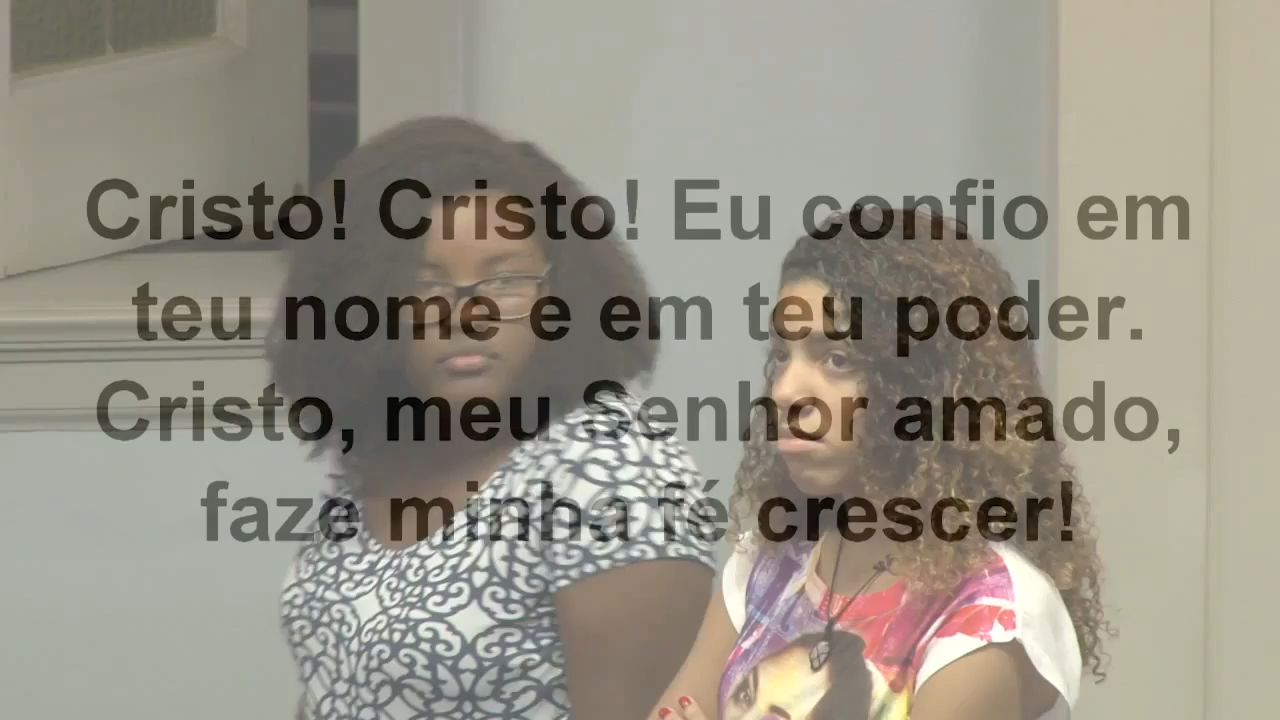 Cristo! Cristo! Eu confio em
teu nome e em teu poder.
Cristo, meu Senhor amado,
faze minha fé crescer!